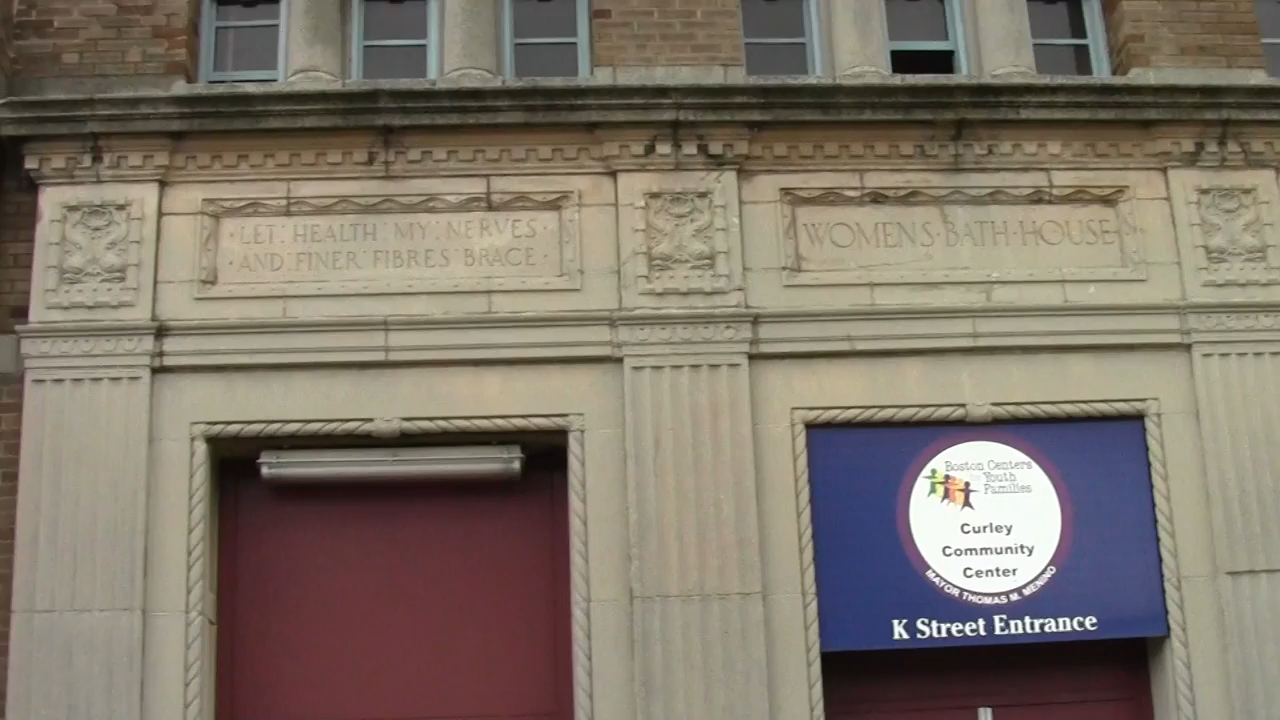 ·LET:HEALTH:MY:NERVES·
·AND:FINER:FIBRES:BRACE·
WOMENS·BATH·HOUSE
Boston Centers
Youth
Families
Curley
Community
Center
MAYOR THOMAS M. MENINO
K Street Entrance